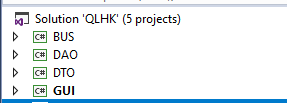 Solution 'QLHK' (5 projects)
C# BUS
C# DAO
C# DTO
C# GUI